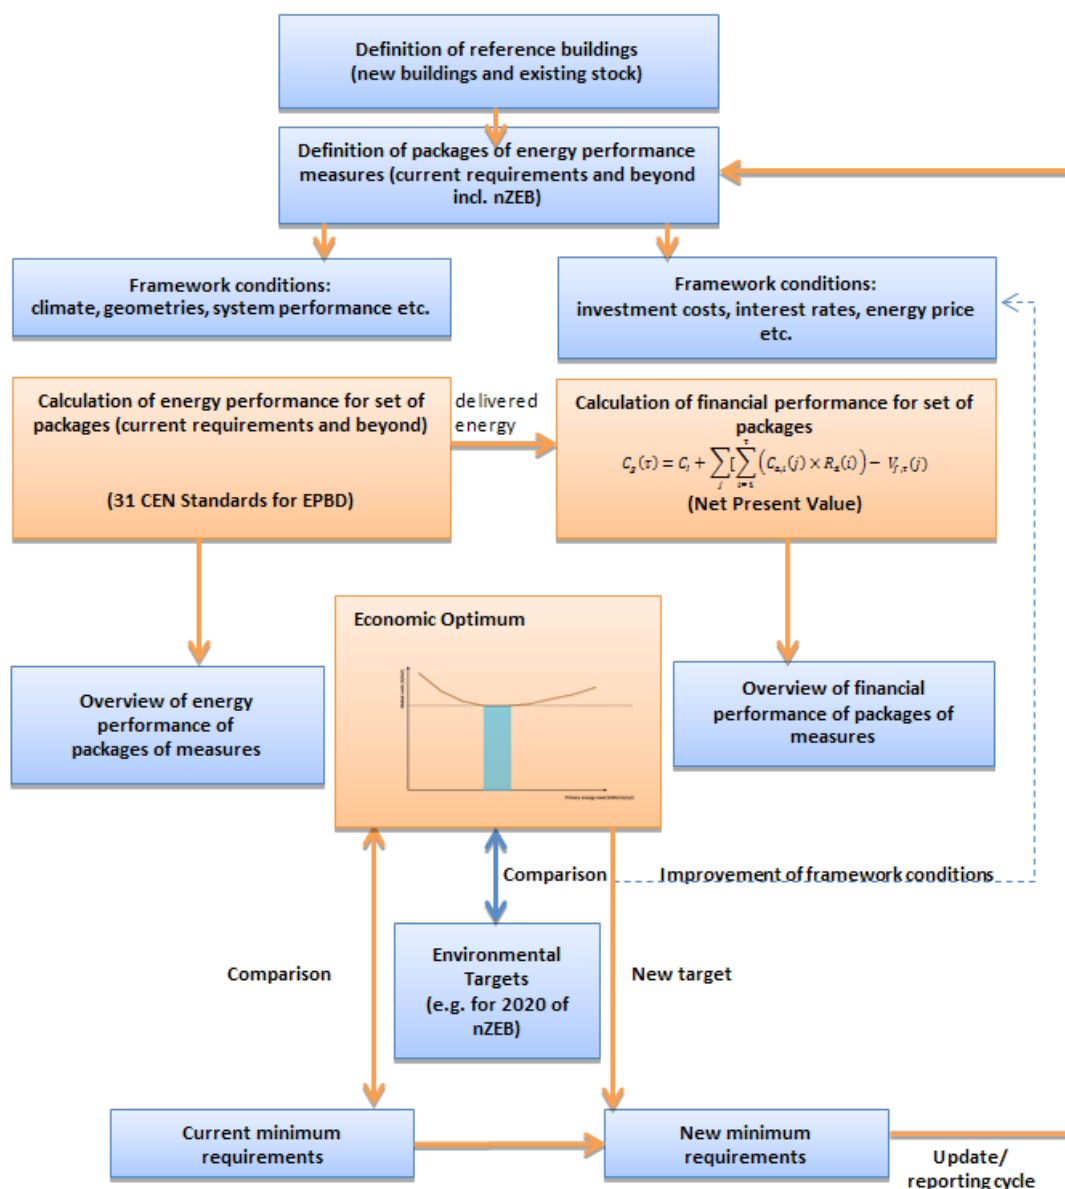 Definition of reference buildings
(new buildings and existing stock)
Definition of packages of energy performance
measures (current requirements and beyond
incl. nZEB)
Framework conditions:
climate, geometries, system performance etc.
Framework conditions:
investment costs, interest rates, energy price
etc.
Calculation of energy performance for set of
packages (current requirements and beyond)
(31 CEN Standards for EPBD)
delivered
energy
Calculation of financial performance for set of
packages
(Net Present Value)
Economic Optimum
Overview of energy
performance of
packages of measures
Overview of financial
performance of packages of
measures
Comparison
Improvement of framework conditions
Environmental
Targets
(e.g. for 2020 of
nZEB)
Comparison
New target
Current minimum
requirements
New minimum
requirements
Update/
reporting cycle